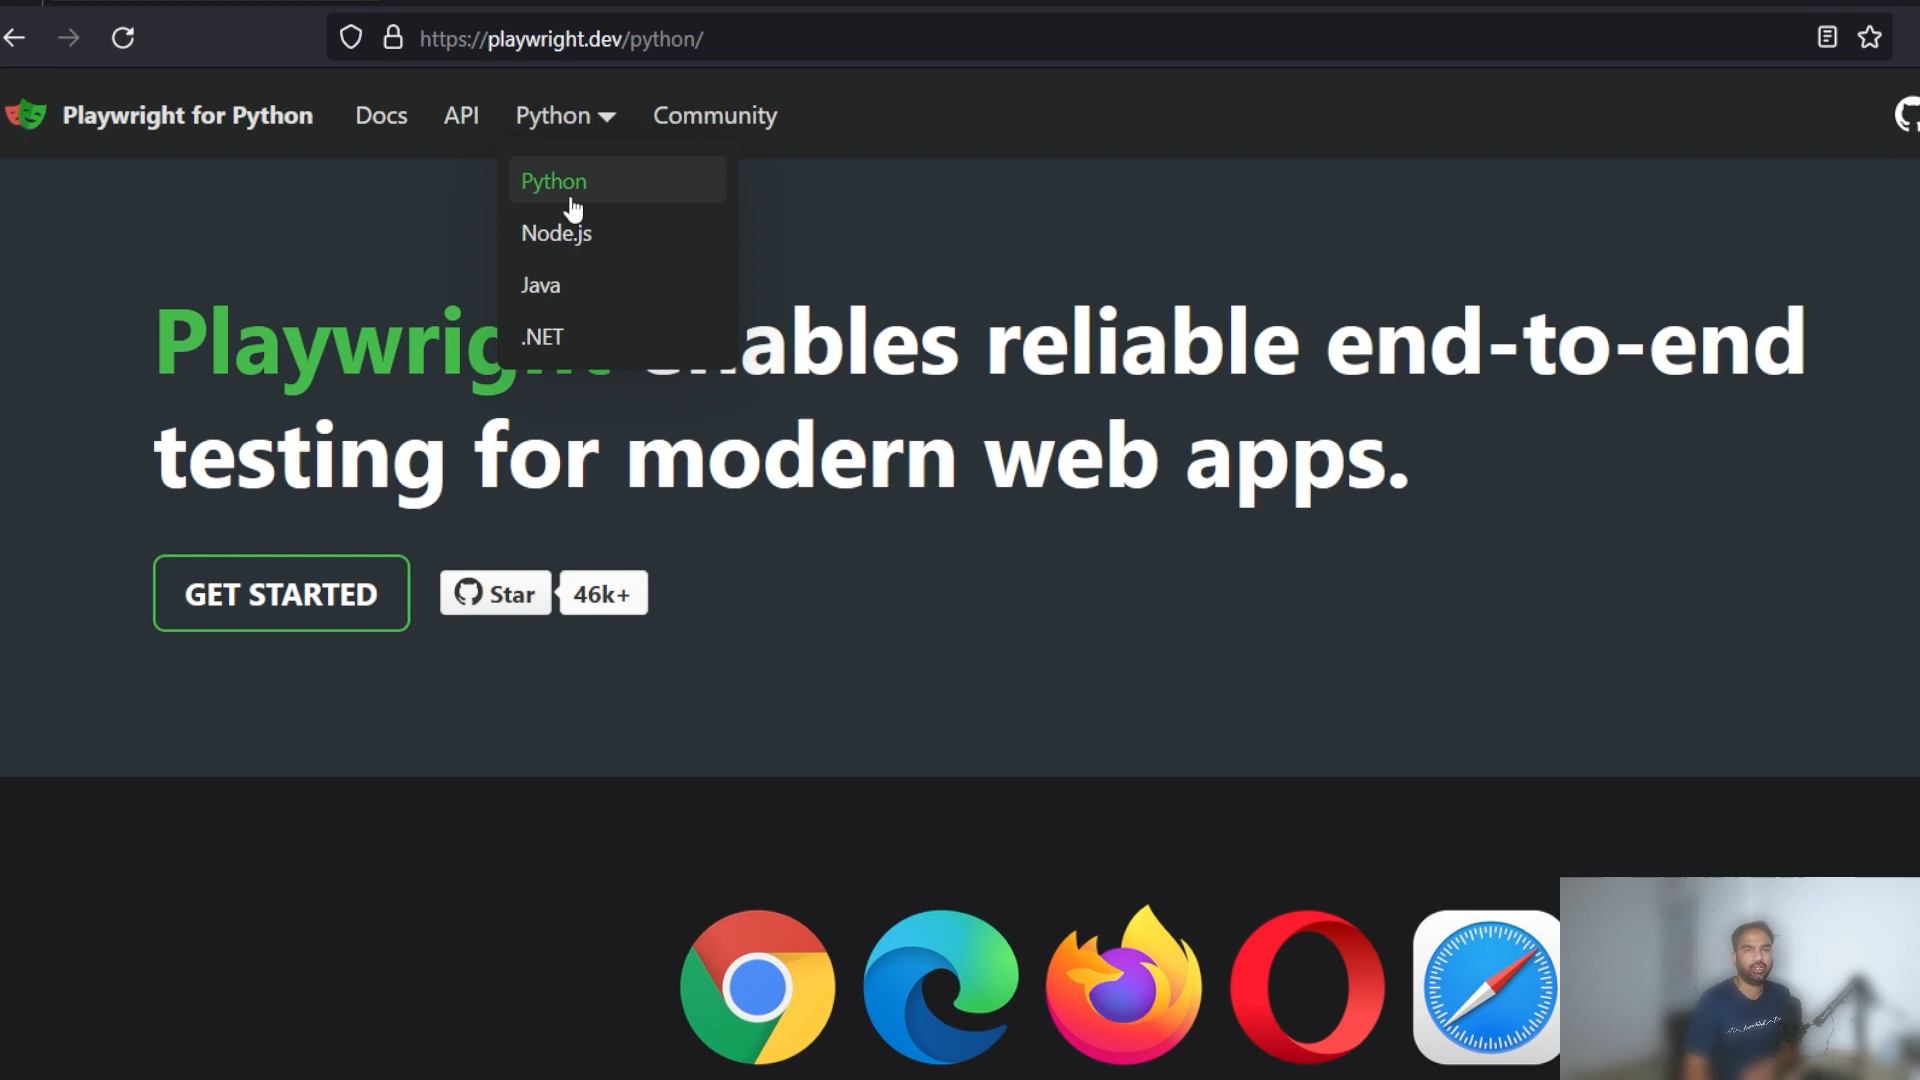 https://playwright.dev/python/
Playwright for Python Docs API Python Community
Python
Node.js
Java
.NET
ables reliable end-to-end
testing for modern web apps.
GET STARTED Star 46k+